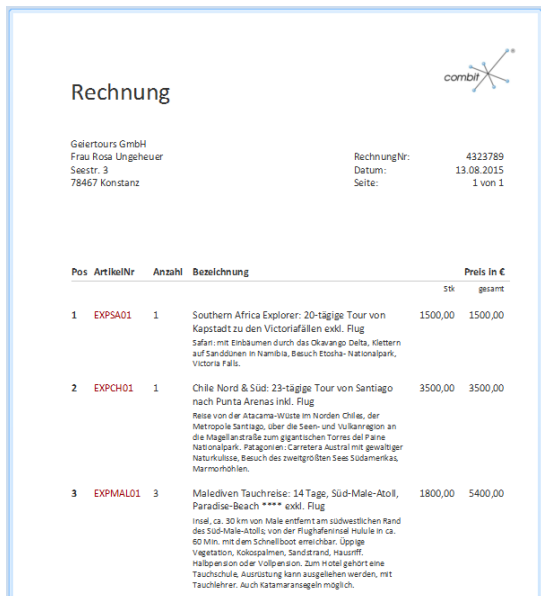 combit
Rechnung
Geiertours GmbH
Frau Rosa Ungeheuer
Seestr. 3
78467 Konstanz
RechnungNr: 4323789
Datum: 13.08.2015
Seite: 1 von 1
Pos ArtikelNr Anzahl Bezeichnung Preis in €
Stk gesamt
1 EXPSA01 1 Southern Africa Explorer: 20-tägige Tour von 1500,00 1500,00
Kapstadt zu den Victoriafällen exkl. Flug
Safari: mit Einbäumen durch das Okavango Delta, Klettern
auf Sanddünen in Namibia, Besuch Etosha- Nationalpark,
Victoria Falls.
2 EXPCH01 1 Chile Nord & Süd: 23-tägige Tour von Santiago 3500,00 3500,00
nach Punta Arenas inkl. Flug
Reise von der Atacama-Wüste im Norden Chiles, der
Metropole Santiago, über die Seen- und Vulkanregion an
die Magellanstraße zum gigantischen Torres del Paine
Nationalpark. Patagonien: Carretera Austral mit gewaltiger
Naturkulisse, Besuch des zweitgrößten Sees Südamerikas,
Marmorhöhlen.
3 EXPMAL01 3 Malediven Tauchreise: 14 Tage, Süd-Male-Atoll, 1800,00 5400,00
Paradise-Beach **** exkl. Flug
Insel, ca. 30 km von Male entfernt am südwestlichen Rand
des Süd-Male-Atolls; von der Flughafeninsel Hulule in ca.
60 Min. mit dem Schnellboot erreichbar. Üppige
Vegetation, Kokospalmen, Sandstrand, Hausriff.
Halbpension oder Vollpension. Zum Hotel gehört eine
Tauchschule, Ausrüstung kann ausgeliehen werden, mit
Tauchlehrer. Auch Katamaransegeln möglich.